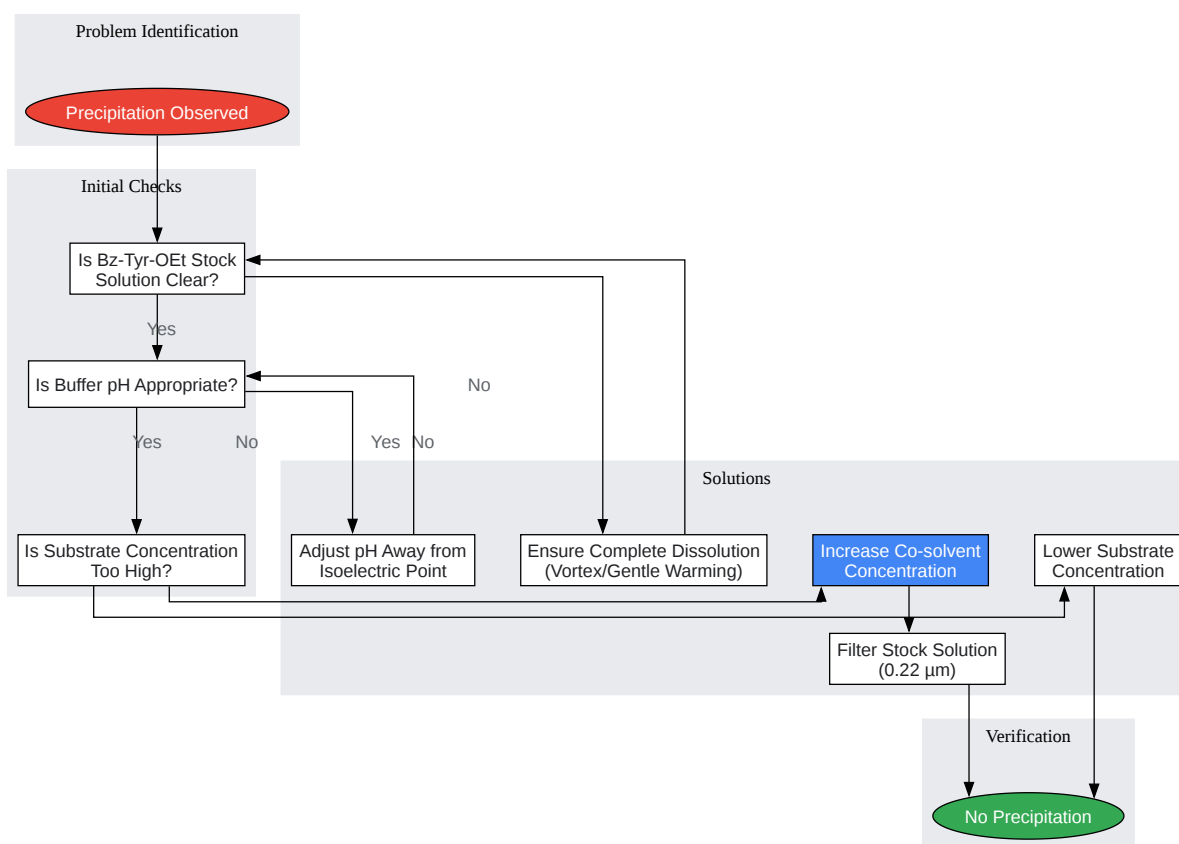 Problem Identification
Precipitation Observed
Initial Checks
Is Bz-Tyr-OEt Stock
Solution Clear?
Yes
Is Buffer pH Appropriate?
No
Yes
No
Yes
No
Solutions
Is Substrate Concentration
Too High?
Adjust pH Away from
Isoelectric Point
Ensure Complete Dissolution
(Vortex/Gentle Warming)
Increase Co-solvent
Concentration
Lower Substrate
Concentration
Filter Stock Solution
(0.22 µm)
Verification
No Precipitation